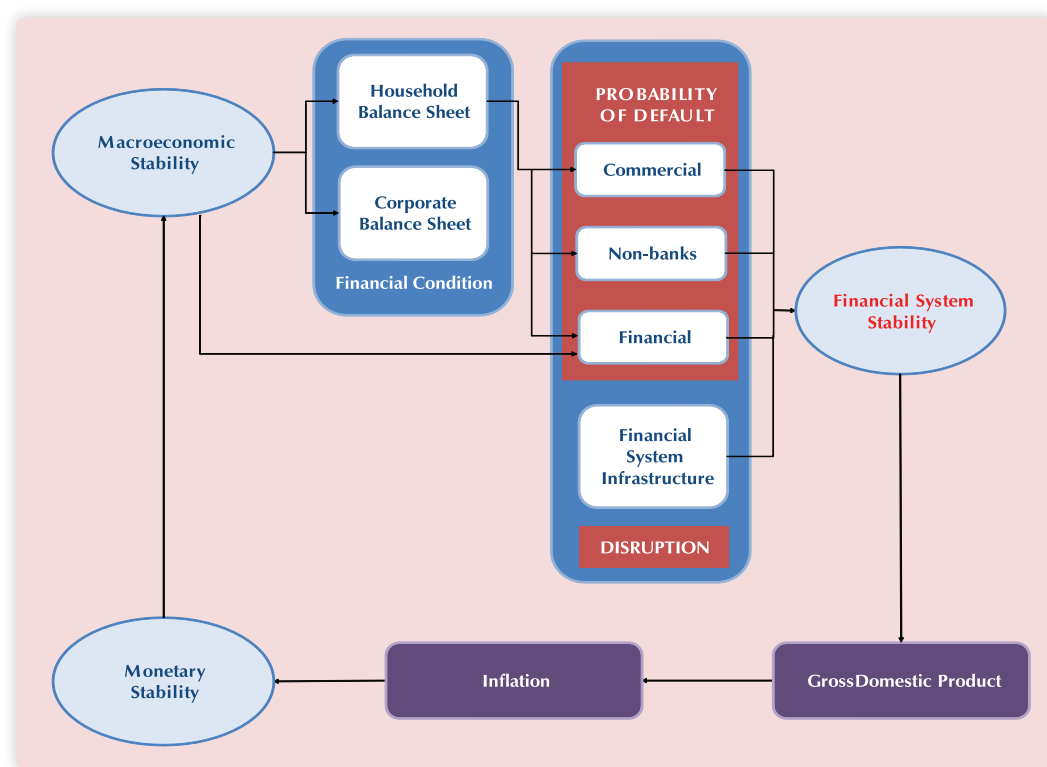 Macroeconomic
Stability
Household
Balance Sheet
Corporate
Balance Sheet
Financial Condition
PROBABILITY
OF DEFAULT
Commercial
Non-banks
Financial
Financial
System
Infrastructure
DISRUPTION
Financial System
Stability
Monetary
Stability
Inflation
GrossDomestic Product